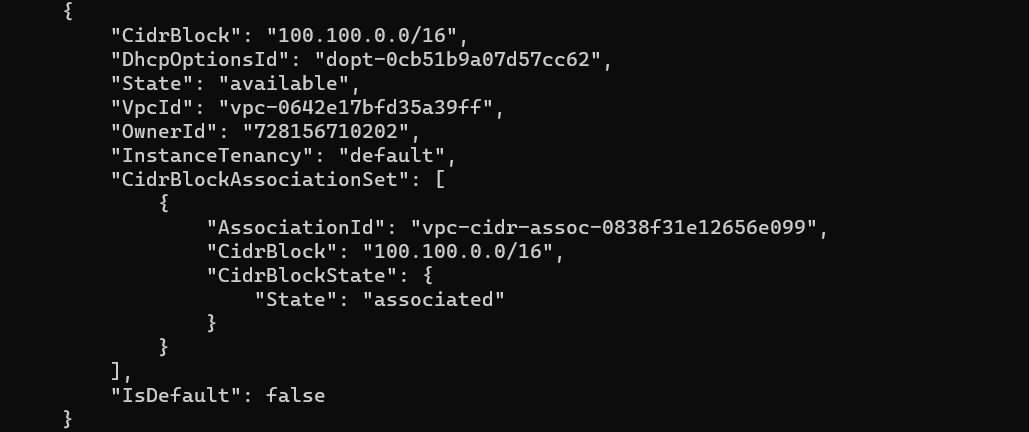 {
"CidrBlock": "100.100.0.0/16",
"DhcpOptionsId": "dopt-0cb51b9a07d57cc62",
"State": "available",
"VpcId": "vpc-0642e17bfd35a39ff",
"OwnerId": "728156710202",
"InstanceTenancy": "default",
"CidrBlockAssociationSet": [
{
"AssociationId": "vpc-cidr-assoc-0838f31e12656e099",
"CidrBlock": "100.100.0.0/16",
"CidrBlockState": {
"State": "associated"
}
}
],
"IsDefault": false
}